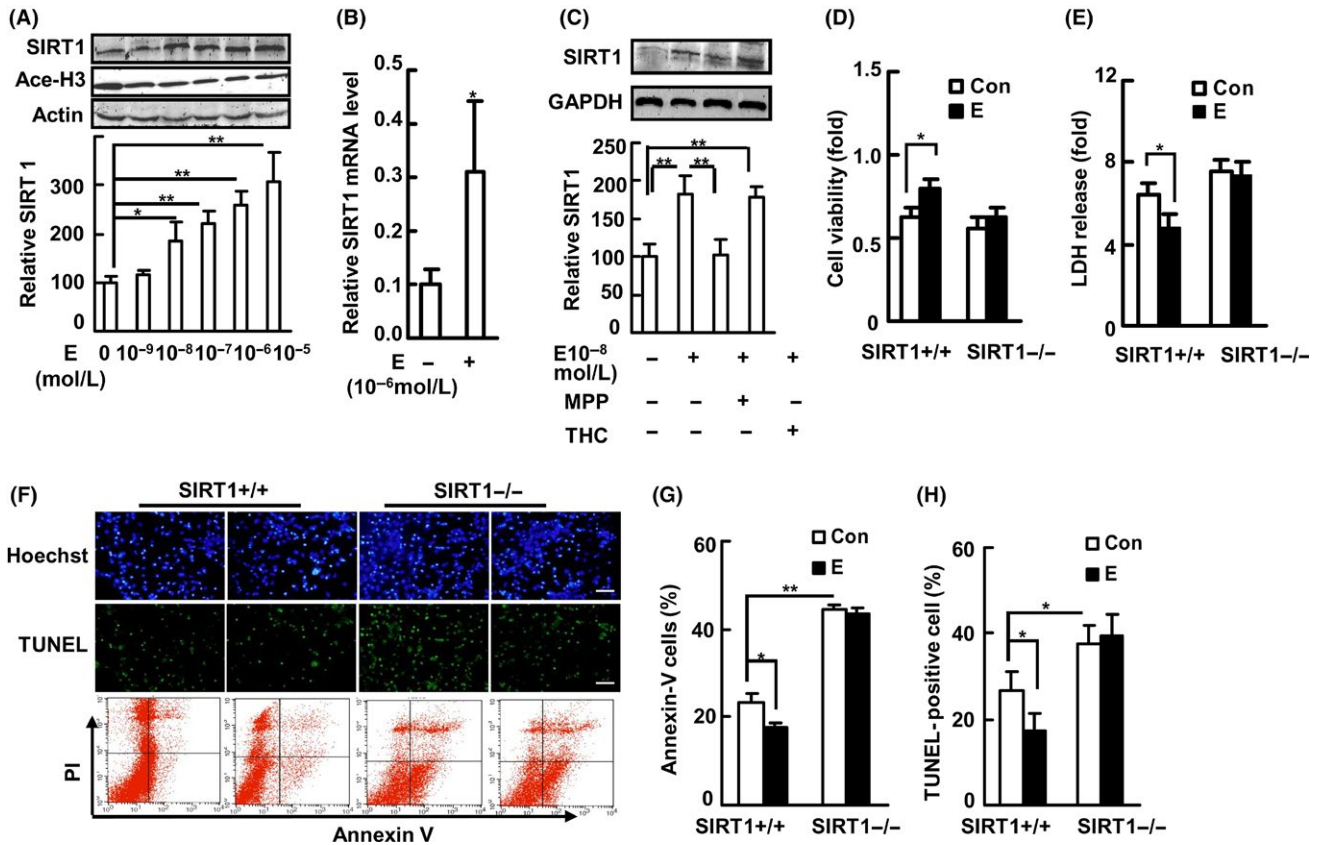 (A)
SIRT1
Ace-H3
Actin
Relative SIRT 1
300
200
100
0
**
**
**
*
E 0 10⁻⁹ 10⁻⁸ 10⁻⁷ 10⁻⁶ 10⁻⁵
(mol/L)
(B)
Relative SIRT1 mRNA level
0.5
0.4
0.3
0.2
0.1
0.0
*
E – +
(10⁻⁶mol/L)
(C)
SIRT1
GAPDH
Relative SIRT1
250
200
150
100
50
0
**
** **
E10⁻⁸ – + + +
mol/L)
MPP – – + –
THC – – – +
(D)
Con
E
Cell viability (fold)
1.5
1.0
0.5
0
*
SIRT1+/+ SIRT1–/–
(E)
Con
E
LDH release (fold)
12
8
4
0
*
SIRT1+/+ SIRT1–/–
(F)
SIRT1+/+ SIRT1–/–
Hoechst
TUNEL
PI
Annexin V
(G)
Con
E
Annexin-V cells (%)
60
40
20
0
**
*
SIRT1+/+ SIRT1–/–
(H)
Con
E
TUNEL-positive cell (%)
60
40
20
0
*
*
SIRT1+/+ SIRT1–/–